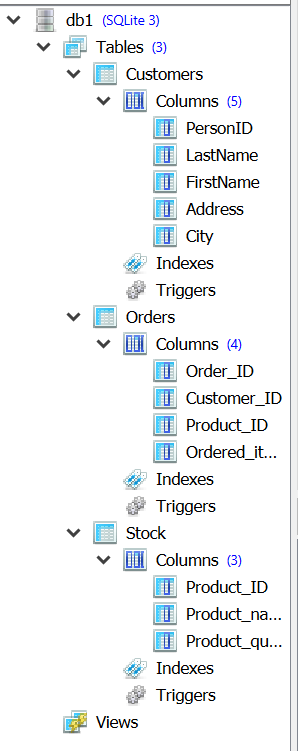 db1 (SQLite 3)
Tables (3)
Customers
Columns (5)
PersonID
LastName
FirstName
Address
City
Indexes
Triggers
Orders
Columns (4)
Order_ID
Customer_ID
Product_ID
Ordered_it...
Indexes
Triggers
Stock
Columns (3)
Product_ID
Product_na...
Product_qu...
Indexes
Triggers
Views